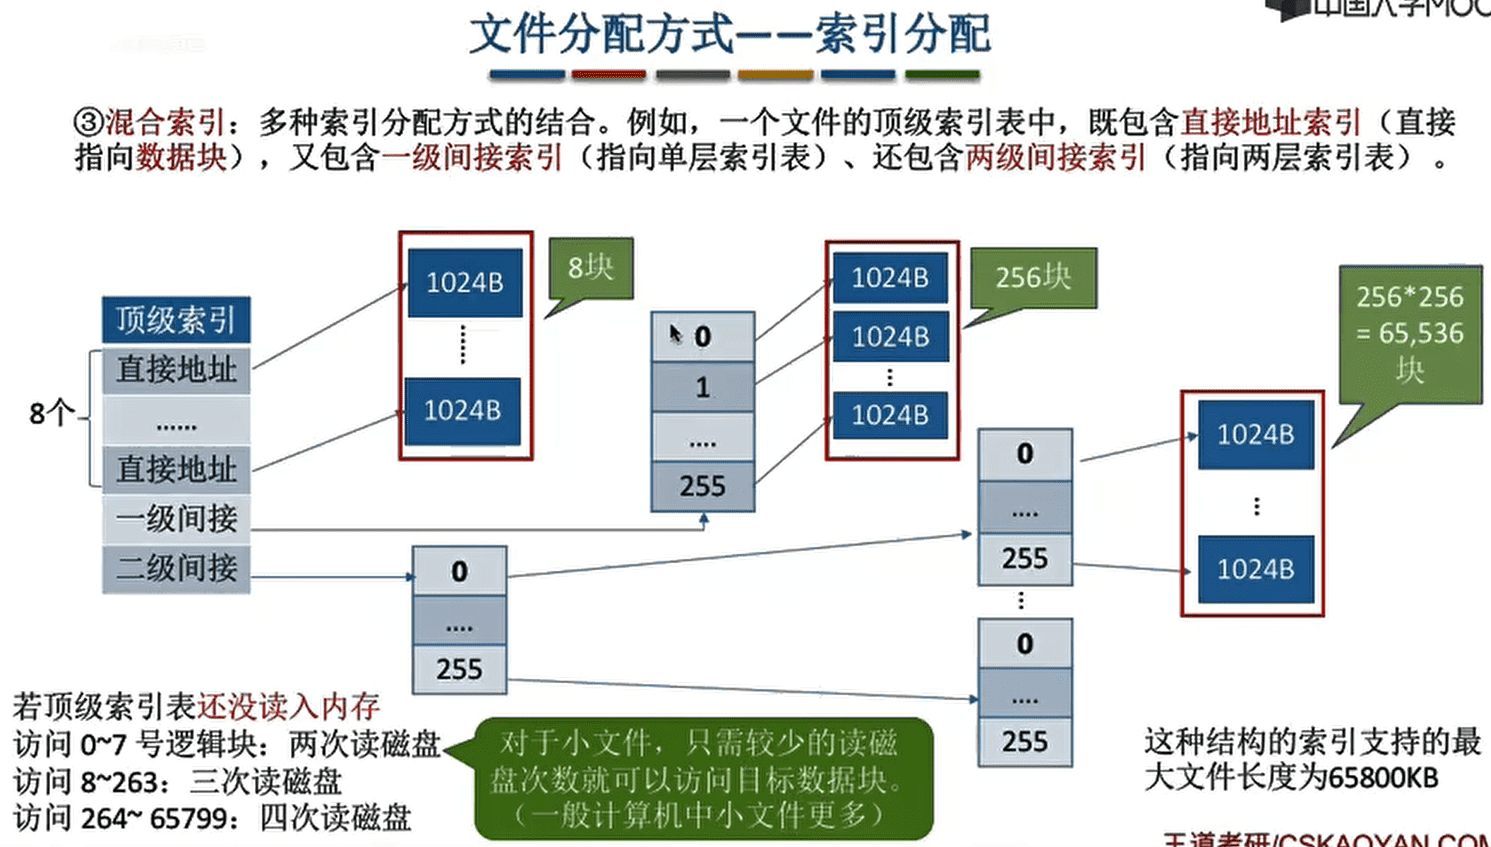 中国大学MOO
文件分配方式——索引分配
③混合索引：多种索引分配方式的结合。例如，一个文件的顶级索引表中，既包含直接地址索引（直接
指向数据块），又包含一级间接索引（指向单层索引表）、还包含两级间接索引（指向两层索引表）。
顶级索引
8个
直接地址
......
直接地址
一级间接
二级间接
1024B
1024B
8块
0
1
....
255
1024B
1024B
1024B
256块
0
....
255
0
....
255
0
....
255
1024B
1024B
256*256
= 65,536
块
若顶级索引表还没读入内存
访问 0~7 号逻辑块：两次读磁盘
访问 8~263：三次读磁盘
访问 264~ 65799：四次读磁盘
对于小文件，只需较少的读磁
盘次数就可以访问目标数据块。
（一般计算机中小文件更多）
这种结构的索引支持的最
大文件长度为65800KB
王道考研/CSKAOYAN.COM